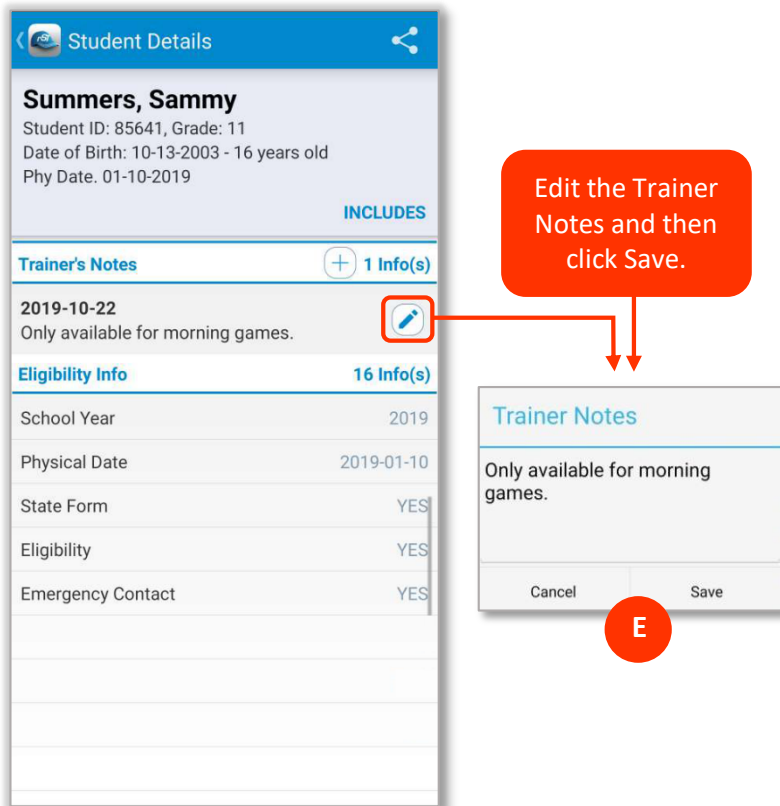 Student Details
Summers, Sammy
Student ID: 85641, Grade: 11
Date of Birth: 10-13-2003 - 16 years old
Phy Date. 01-10-2019
INCLUDES
Trainer's Notes 1 Info(s)
2019-10-22
Only available for morning games.
Eligibility Info 16 Info(s)
School Year 2019
Physical Date 2019-01-10
State Form YES
Eligibility YES
Emergency Contact YES
Edit the Trainer
Notes and then
click Save.
Trainer Notes
Only available for morning
games.
Cancel Save
E